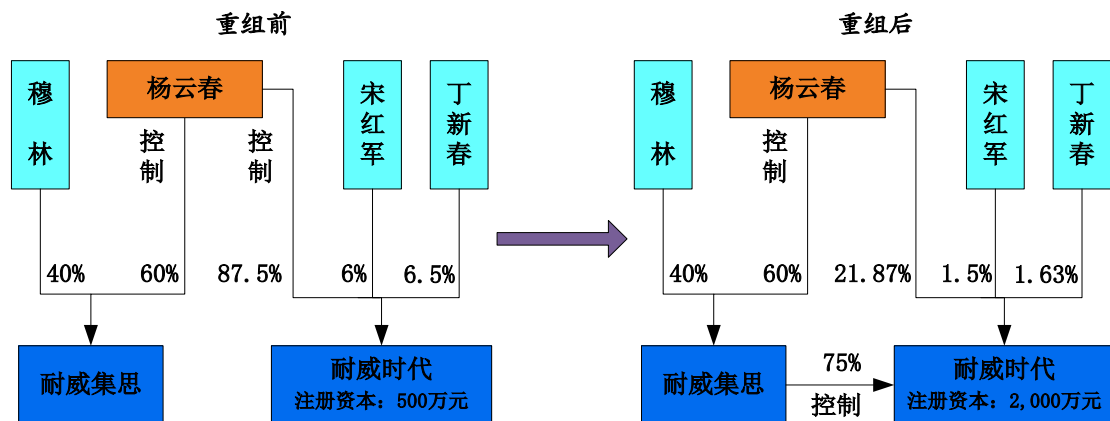 重组前
穆林
杨云春
宋红军
丁新春
控制
控制
40%
60%
87.5%
6%
6.5%
耐威集思
耐威时代
注册资本：500万元
重组后
穆林
杨云春
宋红军
丁新春
控制
40%
60%
21.87%
1.5%
1.63%
耐威集思
75%
控制
耐威时代
注册资本：2,000万元